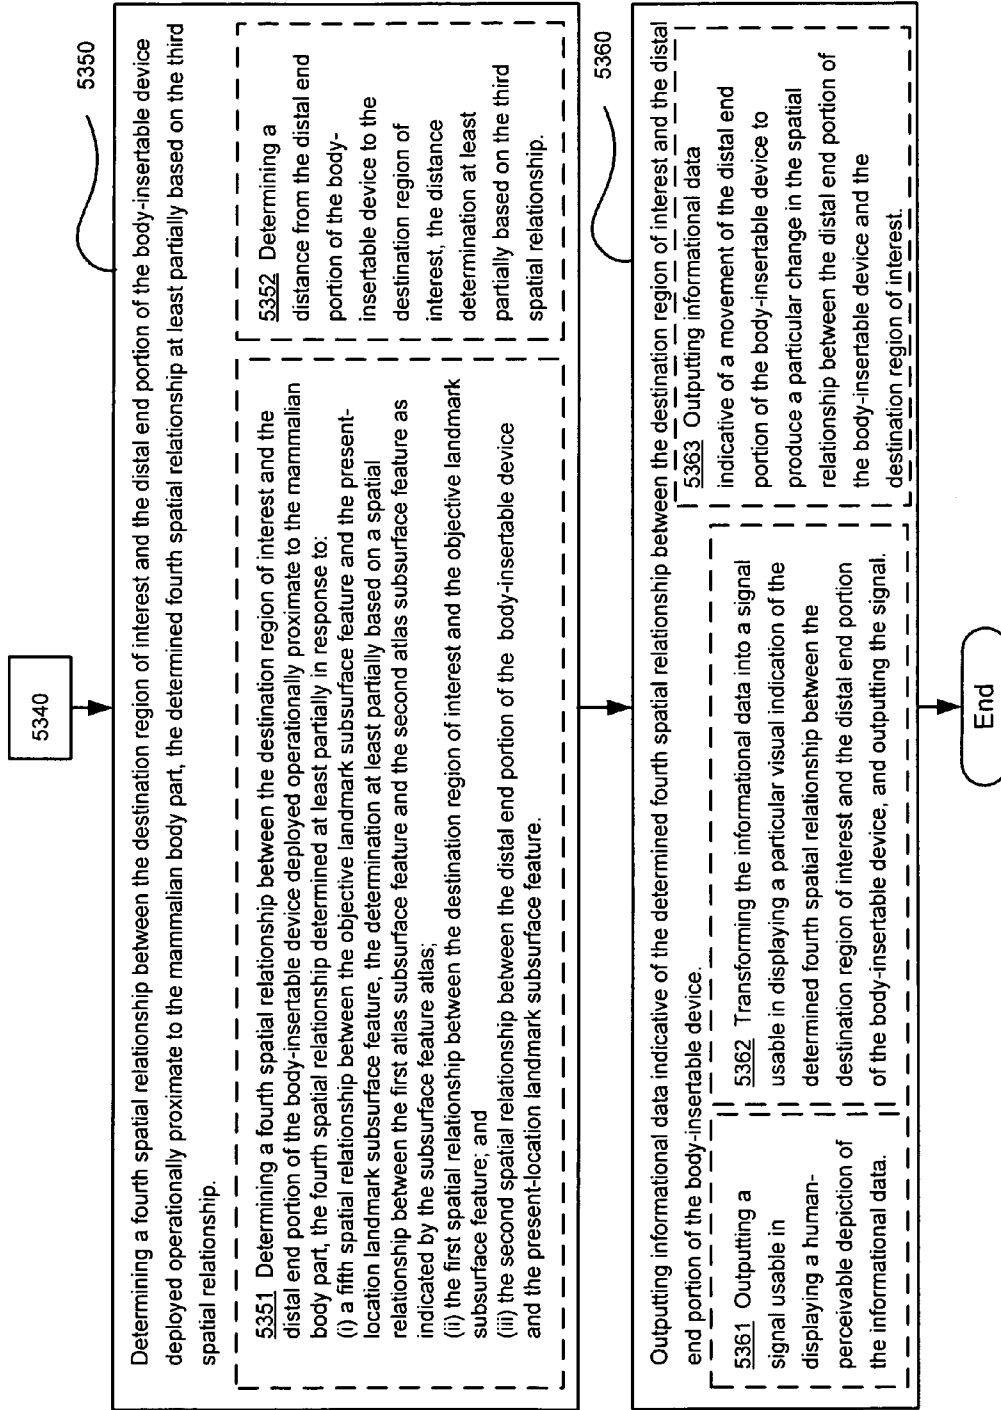 5340
5350
Determining a fourth spatial relationship between the destination region of interest and the distal end portion of the body-insertable device
deployed operationally proximate to the mammalian body part, the determined fourth spatial relationship at least partially based on the third
spatial relationship.
5351 Determining a fourth spatial relationship between the destination region of interest and the
distal end portion of the body-insertable device deployed operationally proximate to the mammalian
body part, the fourth spatial relationship determined at least partially in response to:
(i) a fifth spatial relationship between the objective landmark subsurface feature and the present-
location landmark subsurface feature, the determination at least partially based on a spatial
relationship between the first atlas subsurface feature and the second atlas subsurface feature as
indicated by the subsurface feature atlas;
(ii) the first spatial relationship between the destination region of interest and the objective landmark
subsurface feature; and
(iii) the second spatial relationship between the distal end portion of the body-insertable device
and the present-location landmark subsurface feature.
5352 Determining a
distance from the distal end
portion of the body-
insertable device to the
destination region of
interest, the distance
determination at least
partially based on the third
spatial relationship.
5360
Outputting informational data indicative of the determined fourth spatial relationship between the destination region of interest and the distal
end portion of the body-insertable device.
5361 Outputting a
signal usable in
displaying a human-
perceivable depiction of
the informational data.
5362 Transforming the informational data into a signal
usable in displaying a particular visual indication of the
determined fourth spatial relationship between the
destination region of interest and the distal end portion
of the body-insertable device, and outputting the signal.
5363 Outputting informational data
indicative of a movement of the distal end
portion of the body-insertable device to
produce a particular change in the spatial
relationship between the distal end portion of
the body-insertable device and the
destination region of interest.
End